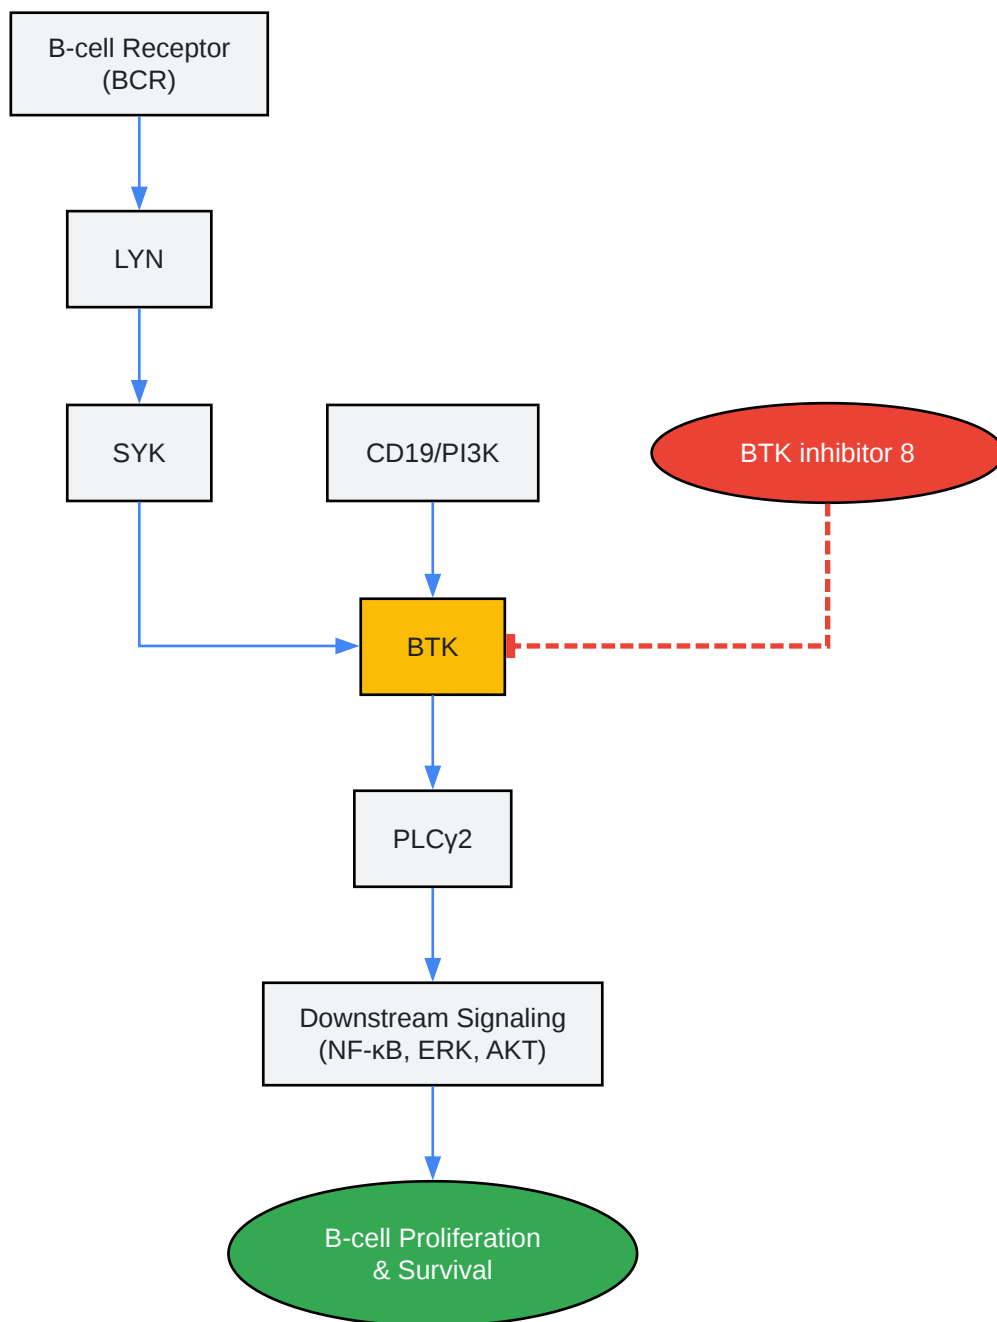 B-cell Receptor
(BCR)
LYN
SYK
CD19/PI3K
BTK inhibitor 8
BTK
PLCγ2
Downstream Signaling
(NF-κB, ERK, AKT)
B-cell Proliferation
& Survival